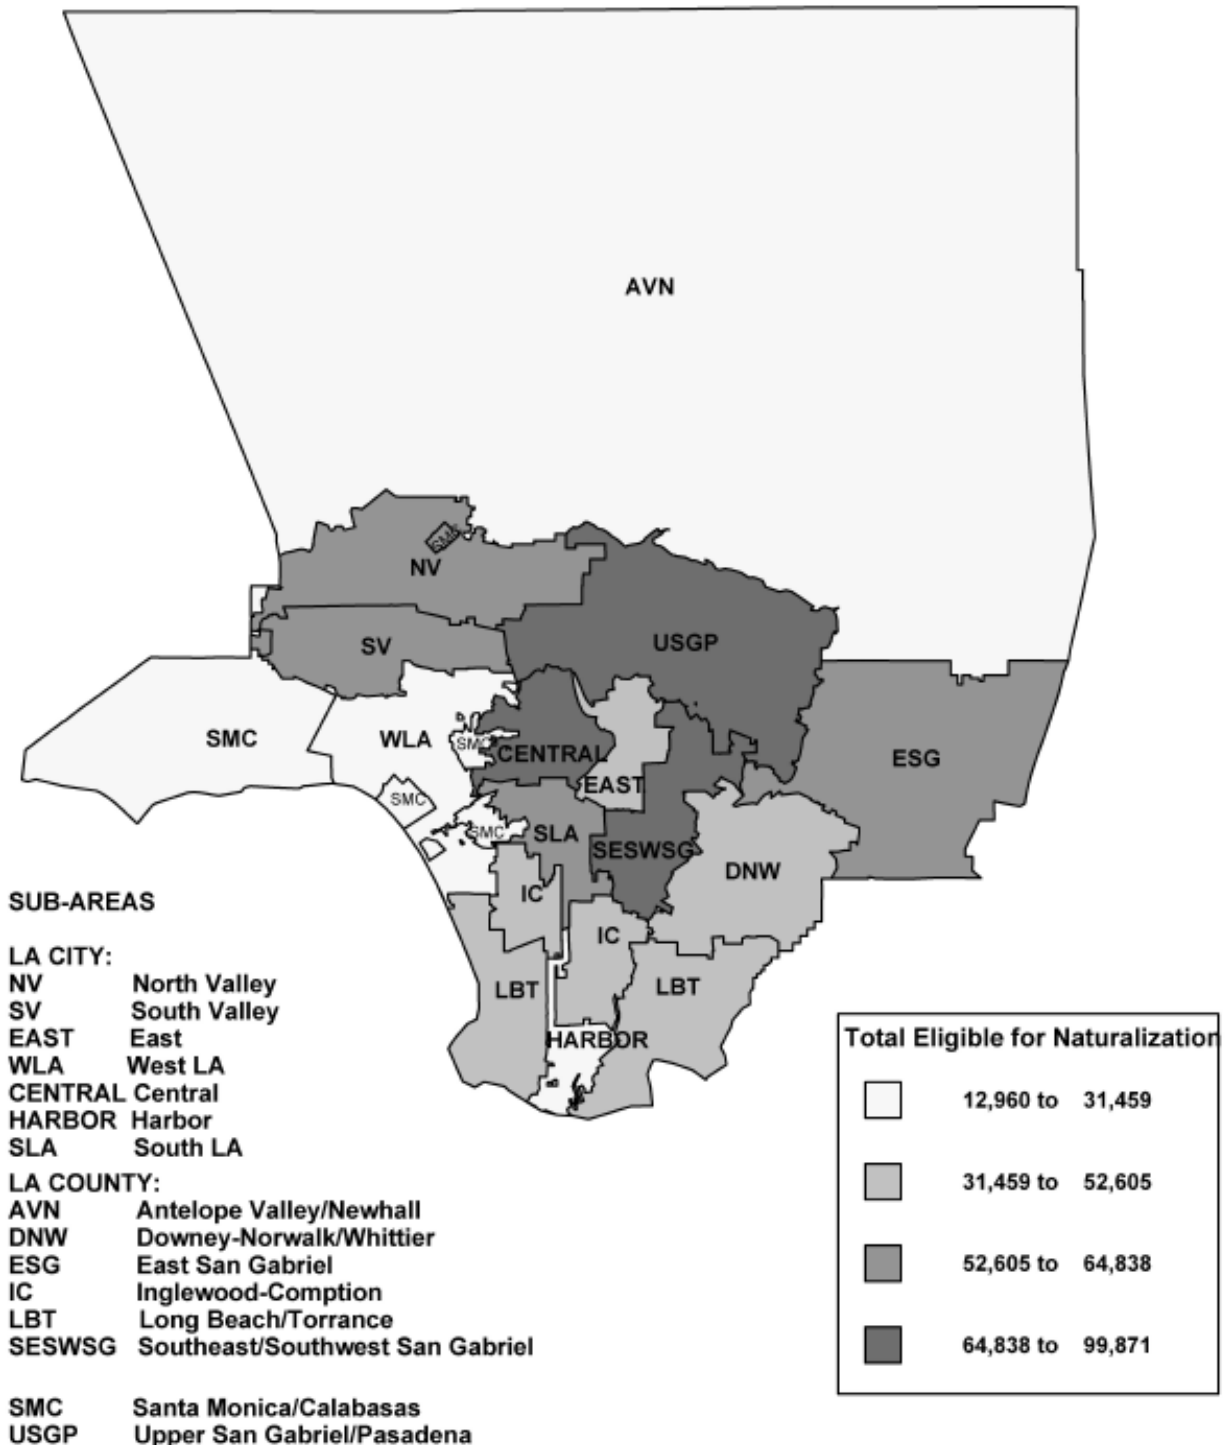 AVN
SMC
NV
SV
USGP
SMC
WLA
SMC
CENTRAL
ESG
EAST
SMC
SMC
SLA
SESWSG
DNW
IC
IC
LBT
LBT
HARBOR
SUB-AREAS
LA CITY:
NV North Valley
SV South Valley
EAST East
WLA West LA
CENTRAL Central
HARBOR Harbor
SLA South LA
LA COUNTY:
AVN Antelope Valley/Newhall
DNW Downey-Norwalk/Whittier
ESG East San Gabriel
IC Inglewood-Comption
LBT Long Beach/Torrance
SESWSG Southeast/Southwest San Gabriel
SMC Santa Monica/Calabasas
USGP Upper San Gabriel/Pasadena
Total Eligible for Naturalization
12,960 to 31,459
31,459 to 52,605
52,605 to 64,838
64,838 to 99,871